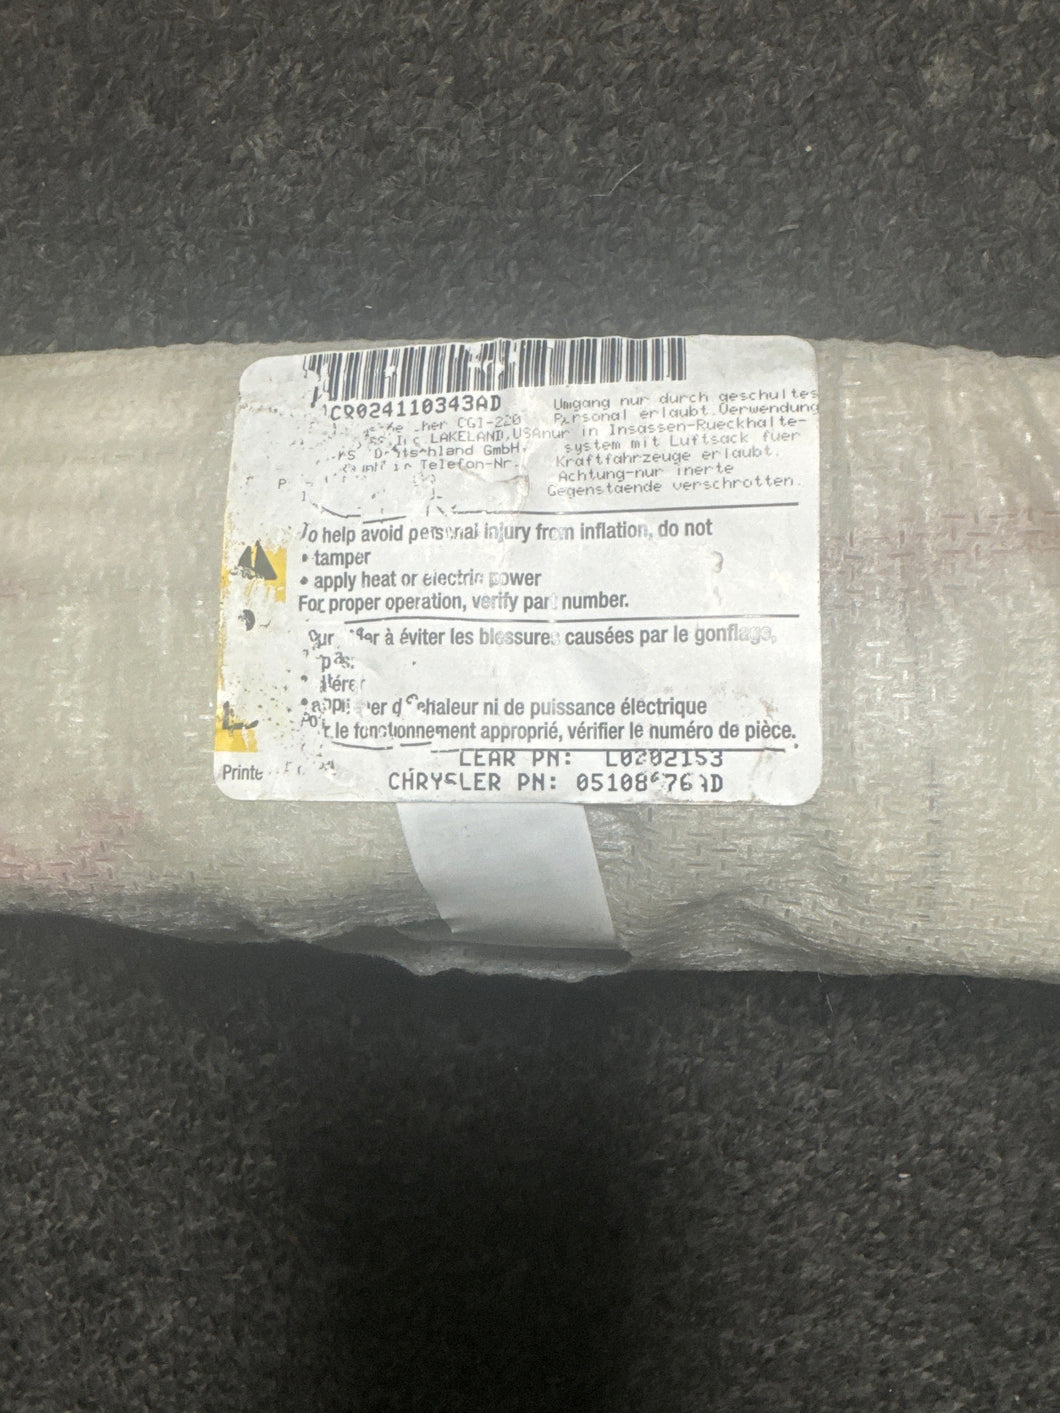 CR024110343AD
CGI-220
LAKELAND,USA
GmbH,
Telefon-Nr.
Umgang nur durch geschultes
Personal erlaubt.Verwendung
nur in Insassen-Rueckhalte-
system mit Luftsack fuer
Kraftfahrzeuge erlaubt.
Achtung-nur inerte
Gegenstaende verschrotten.
To help avoid personal injury from inflation, do not
• tamper
• apply heat or electric power
For proper operation, verify part number.
à éviter les blessures causées par le gonflage,
pas:
•
• chaleur ni de puissance électrique
le fonctionnement approprié, vérifier le numéro de pièce.
LEAR PN: L0202153
CHRYSLER PN: